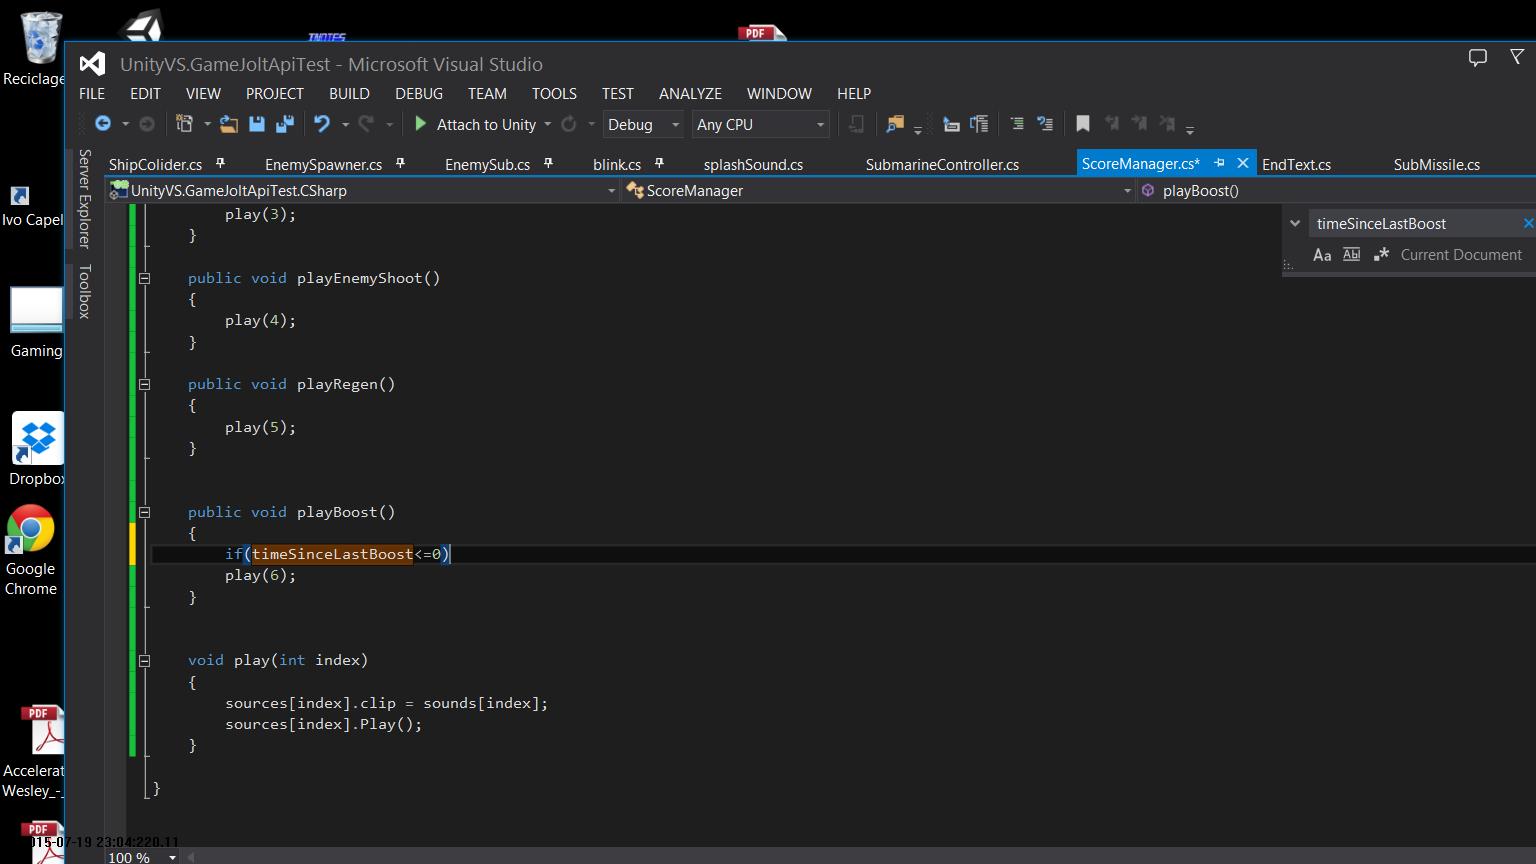 Reciclage
Ivo Capel
Gaming
Dropbox
Google
Chrome
PDF
Accelerat
Wesley_-_
PDF
015-07-19 23:04:220.11
INOTES
PDF
UnityVS.GameJoltApiTest - Microsoft Visual Studio
FILE EDIT VIEW PROJECT BUILD DEBUG TEAM TOOLS TEST ANALYZE WINDOW HELP
Attach to Unity Debug Any CPU
Server Explorer
Toolbox
ShipColider.cs EnemySpawner.cs EnemySub.cs blink.cs splashSound.cs SubmarineController.cs ScoreManager.cs* EndText.cs SubMissile.cs
UnityVS.GameJoltApiTest.CSharp ScoreManager playBoost()
timeSinceLastBoost
Aa Abl .* Current Document
play(3);
}
public void playEnemyShoot()
{
play(4);
}
public void playRegen()
{
play(5);
}
public void playBoost()
{
if(timeSinceLastBoost<=0)
play(6);
}
void play(int index)
{
sources[index].clip = sounds[index];
sources[index].Play();
}
}
100 %